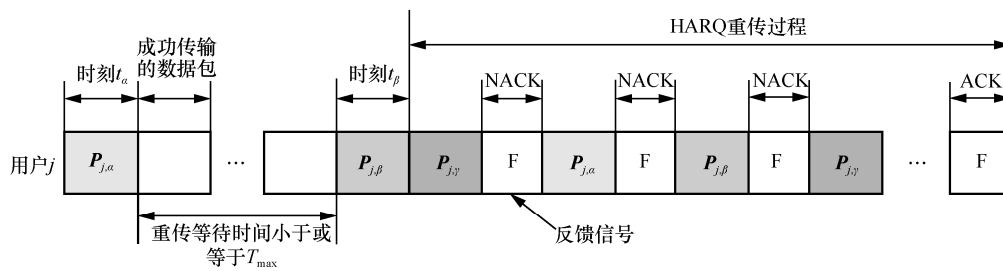 HARQ重传过程
成功传输
的数据包
时刻tα
时刻tβ
NACK
NACK
NACK
ACK
用户j
Pj,α
...
Pj,β
Pj,γ
F
Pj,α
F
Pj,β
F
Pj,γ
...
F
重传等待时间小于或
等于Tmax
反馈信号